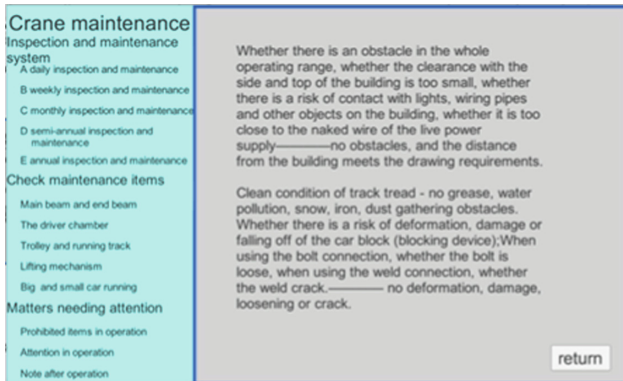 Crane maintenance
Inspection and maintenance
system
A daily inspection and maintenance
B weekly inspection and maintenance
C monthly inspection and maintenance
D semi-annual inspection and
maintenance
E annual inspection and maintenance
Check maintenance items
Main beam and end beam
The driver chamber
Trolley and running track
Lifting mechanism
Big and small car running
Matters needing attention
Prohibited items in operation
Attention in operation
Note after operation
Whether there is an obstacle in the whole
operating range, whether the clearance with the
side and top of the building is too small, whether
there is a risk of contact with lights, wiring pipes
and other objects on the building, whether it is too
close to the naked wire of the live power
supply————no obstacles, and the distance
from the building meets the drawing requirements.
Clean condition of track tread - no grease, water
pollution, snow, iron, dust gathering obstacles.
Whether there is a risk of deformation, damage or
falling off of the car block (blocking device);When
using the bolt connection, whether the bolt is
loose, when using the weld connection, whether
the weld crack.———— no deformation, damage,
loosening or crack.
return